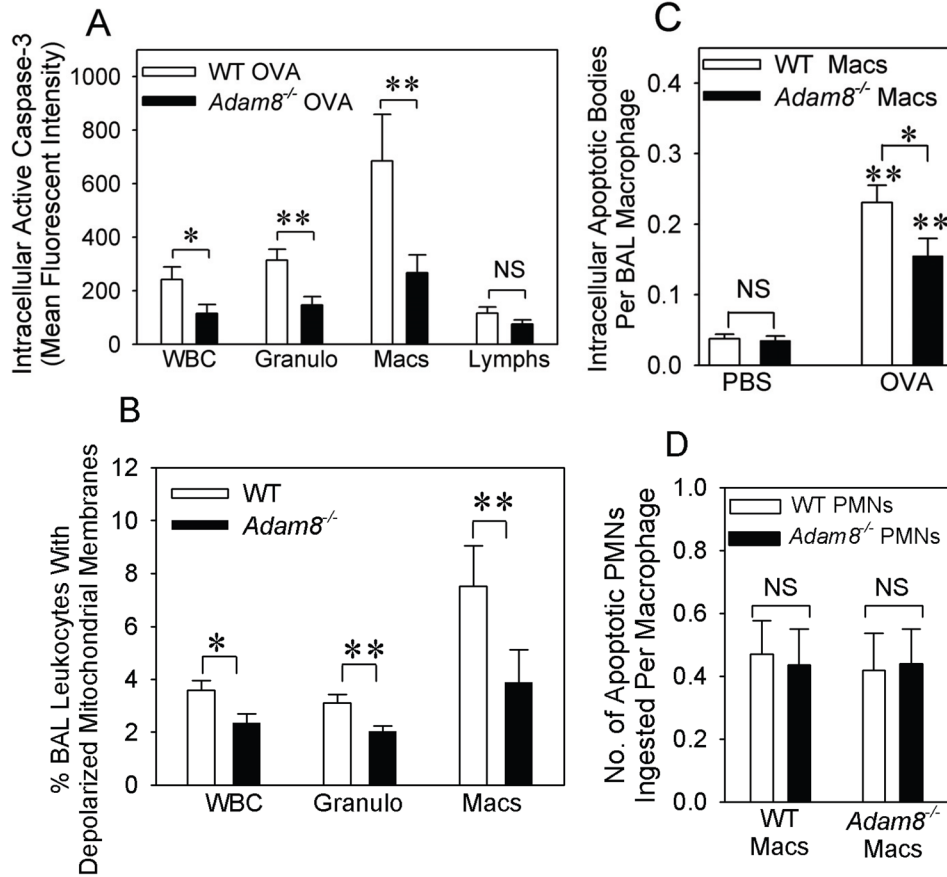 A
Intracellular Active Caspase-3
(Mean Fluorescent Intensity)
1000
800
600
400
200
0
WT OVA
Adam8-/- OVA
*
**
**
NS
WBC
Granulo
Macs
Lymphs
B
% BAL Leukocytes With
Depolarized Mitochondrial Membranes
12
10
8
6
4
2
0
WT
Adam8-/-
*
**
**
WBC
Granulo
Macs
C
Intracellular Apoptotic Bodies
Per BAL Macrophage
0.4
0.3
0.2
0.1
0.0
WT Macs
Adam8-/- Macs
NS
*
**
**
PBS
OVA
D
No. of Apoptotic PMNs
Ingested Per Macrophage
1.0
0.8
0.6
0.4
0.2
0.0
WT PMNs
Adam8-/- PMNs
NS
NS
WT
Macs
Adam8-/-
Macs